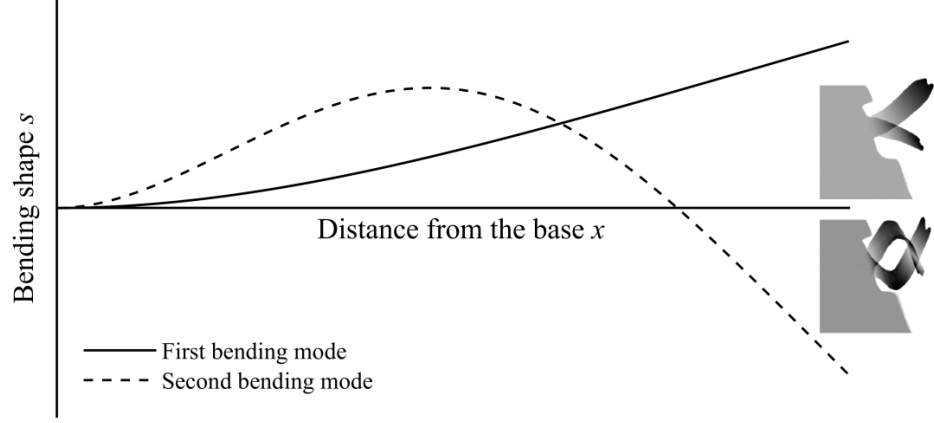 Bending shape s
Distance from the base x
First bending mode
Second bending mode